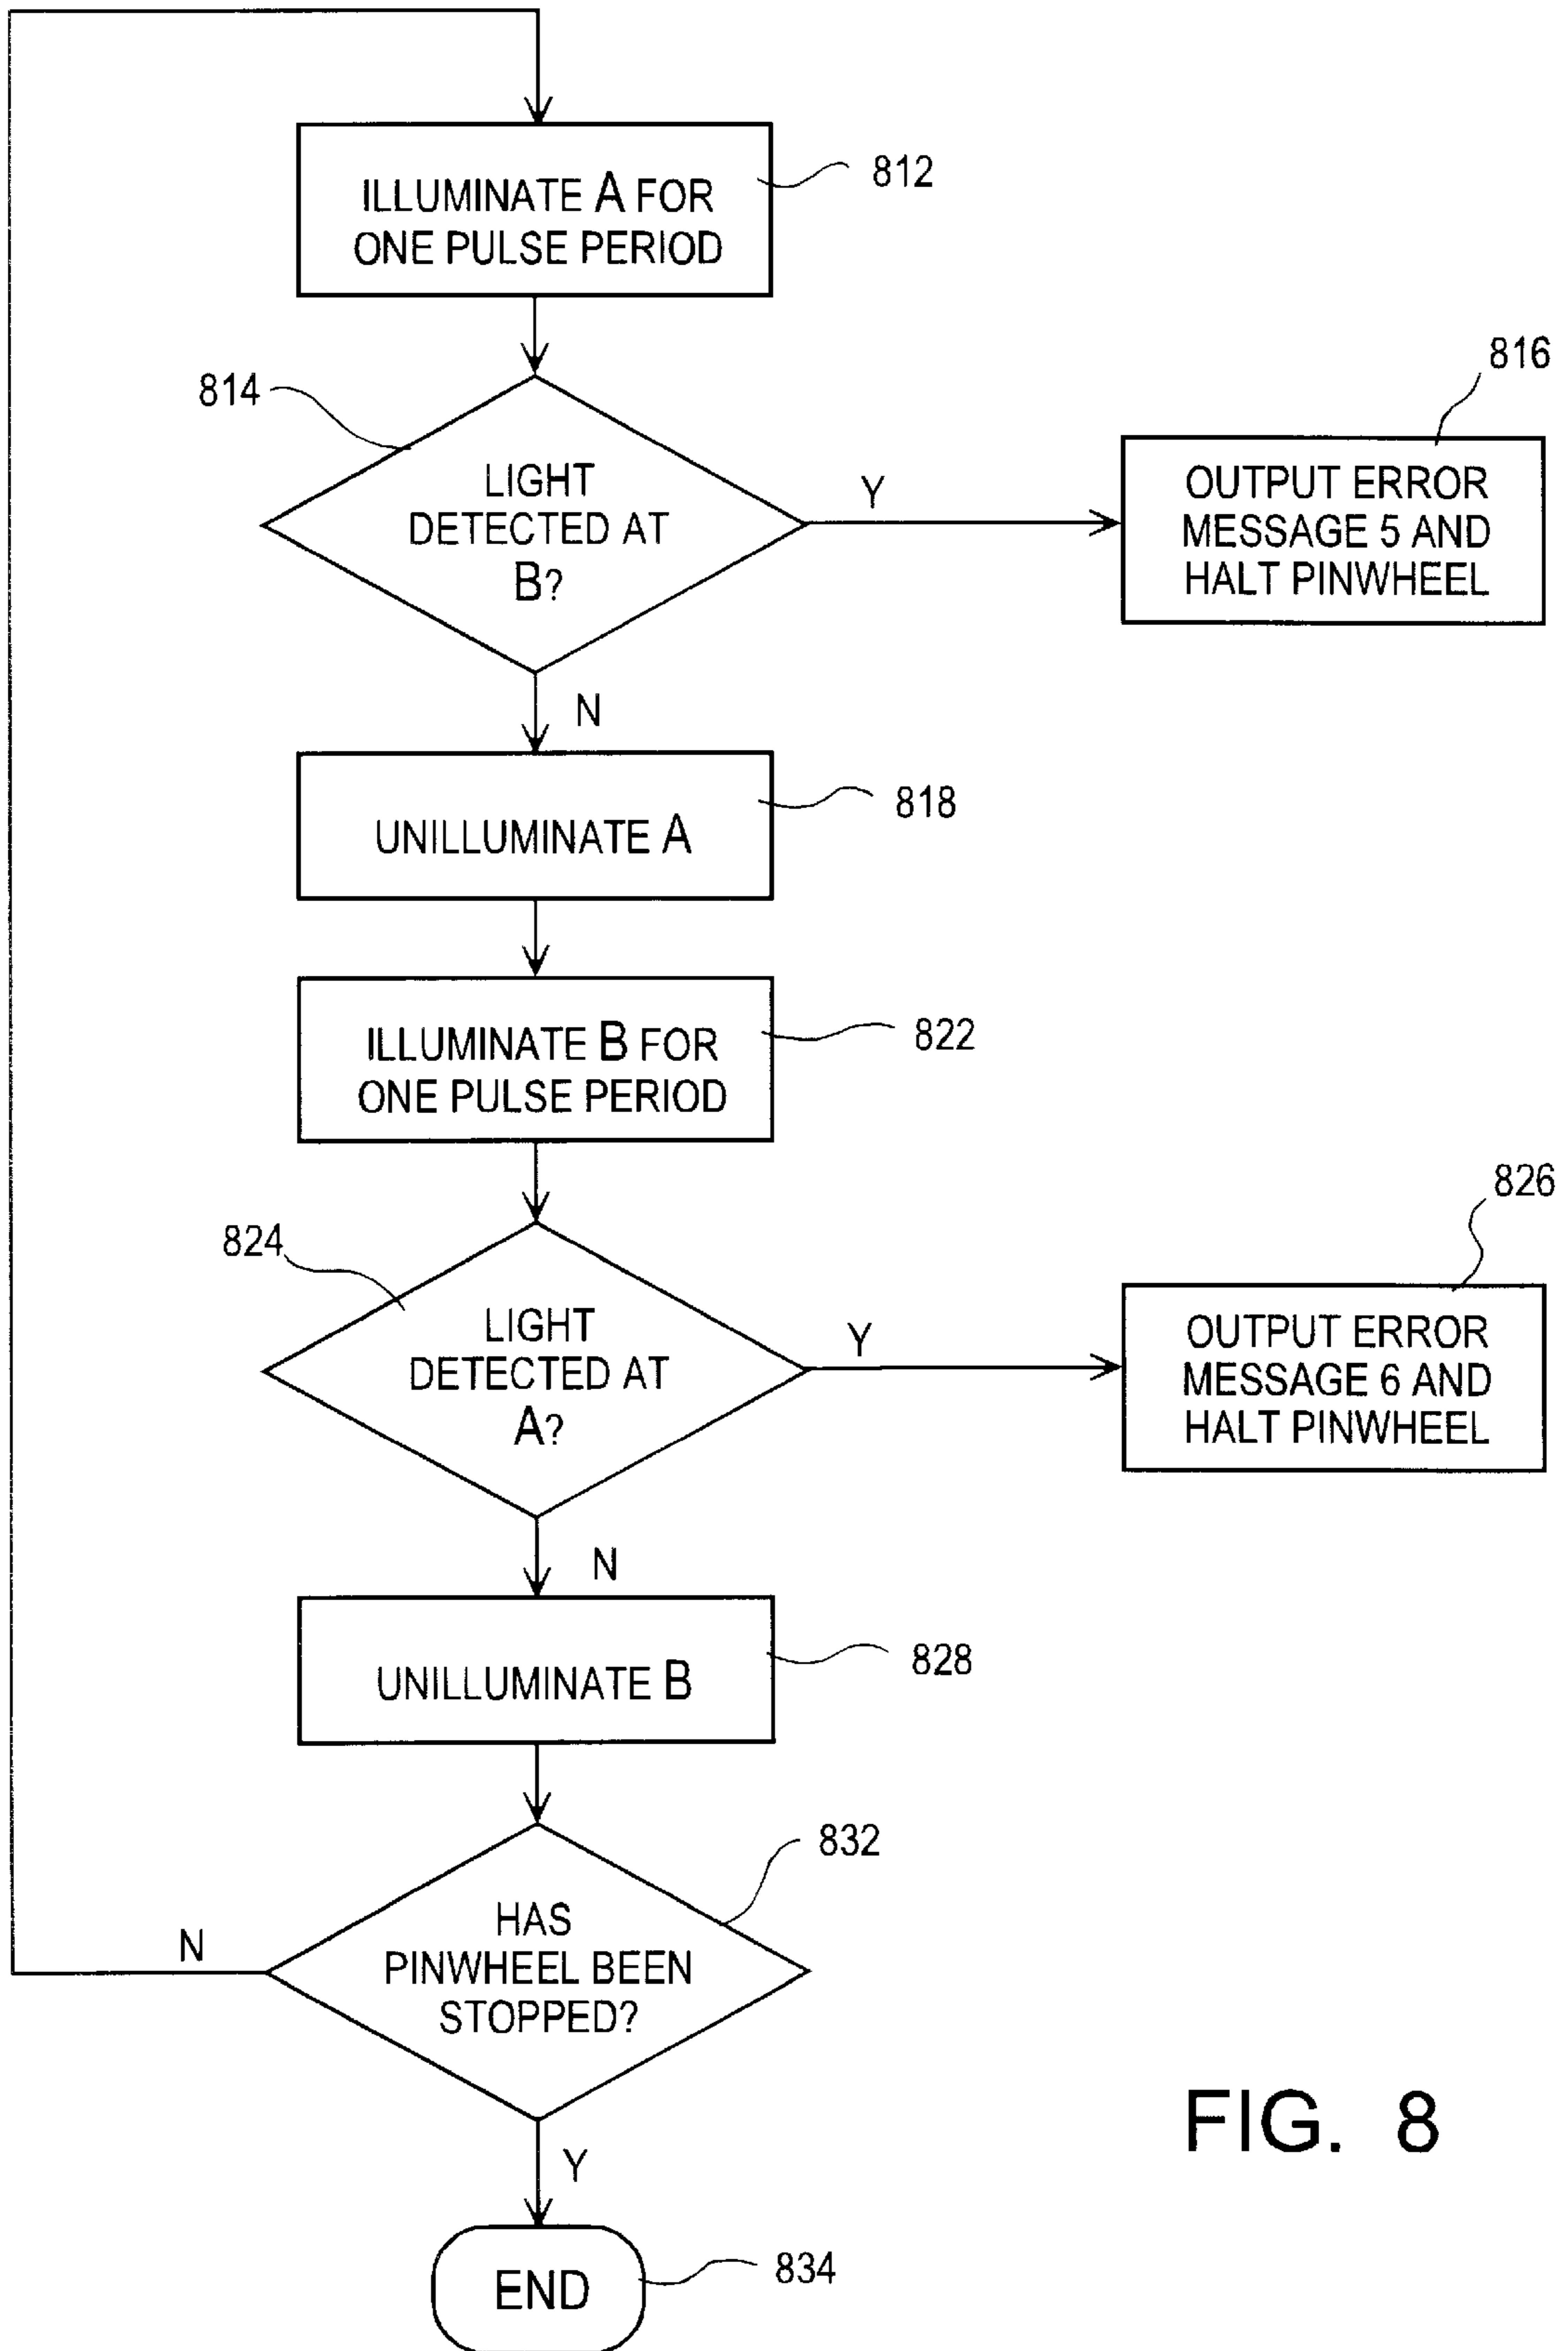 ILLUMINATE A FOR
ONE PULSE PERIOD
812
814
LIGHT
DETECTED AT
B?
Y
816
OUTPUT ERROR
MESSAGE 5 AND
HALT PINWHEEL
N
UNILLUMINATE A
818
ILLUMINATE B FOR
ONE PULSE PERIOD
822
824
LIGHT
DETECTED AT
A?
Y
826
OUTPUT ERROR
MESSAGE 6 AND
HALT PINWHEEL
N
UNILLUMINATE B
828
832
HAS
PINWHEEL BEEN
STOPPED?
N
Y
END
834
FIG. 8